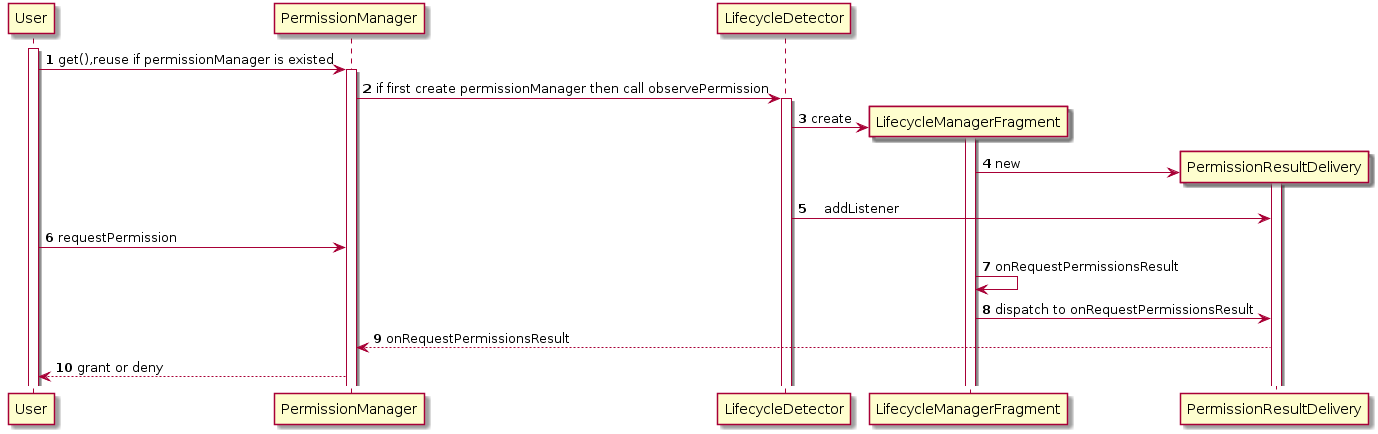 User
PermissionManager
LifecycleDetector
1 get(),reuse if permissionManager is existed
2 if first create permissionManager then call observePermission
3 create
LifecycleManagerFragment
4 new
PermissionResultDelivery
5 addListener
6 requestPermission
7 onRequestPermissionsResult
8 dispatch to onRequestPermissionsResult
9 onRequestPermissionsResult
10 grant or deny
User
PermissionManager
LifecycleDetector
LifecycleManagerFragment
PermissionResultDelivery